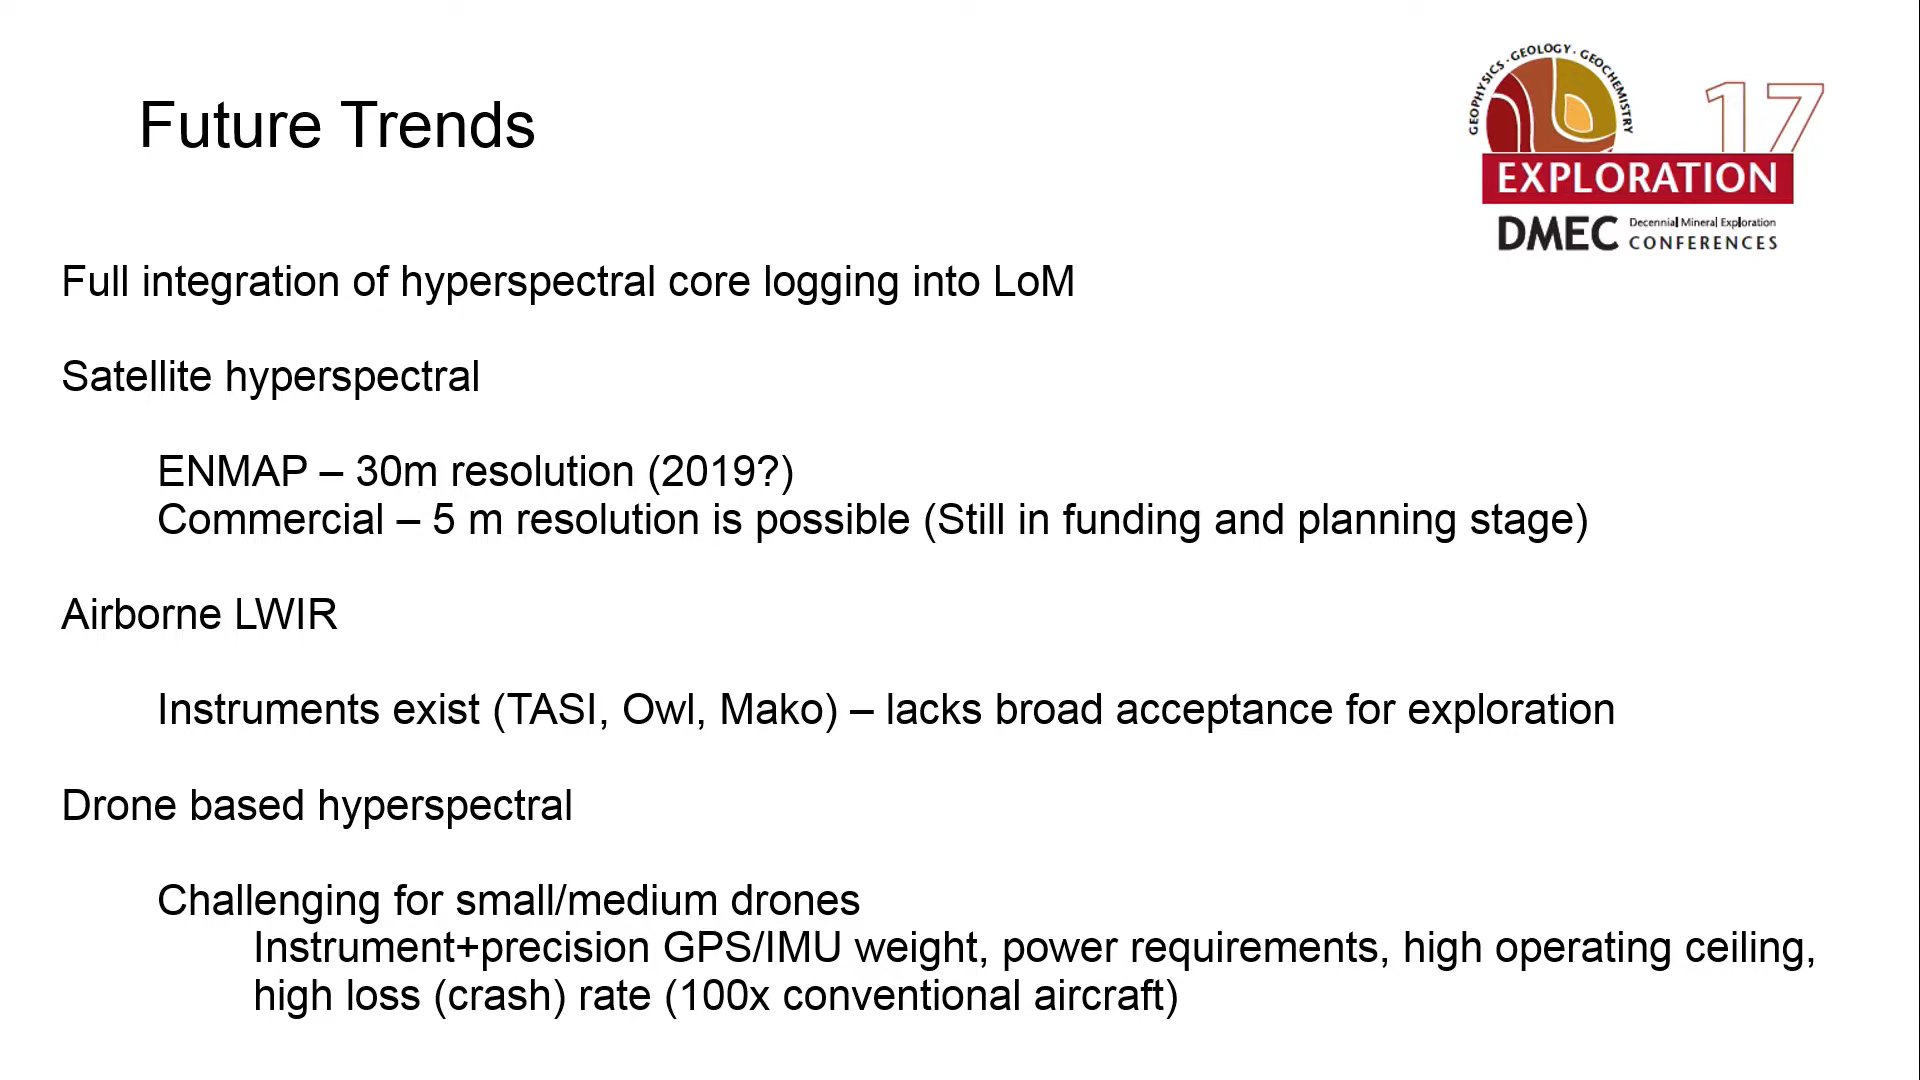 Future Trends
GEOPHYSICS · GEOLOGY · GEOCHEMISTRY
17
EXPLORATION
DMEC Decennial Mineral Exploration
CONFERENCES
Full integration of hyperspectral core logging into LoM
Satellite hyperspectral
ENMAP – 30m resolution (2019?)
Commercial – 5 m resolution is possible (Still in funding and planning stage)
Airborne LWIR
Instruments exist (TASI, Owl, Mako) – lacks broad acceptance for exploration
Drone based hyperspectral
Challenging for small/medium drones
Instrument+precision GPS/IMU weight, power requirements, high operating ceiling,
high loss (crash) rate (100x conventional aircraft)